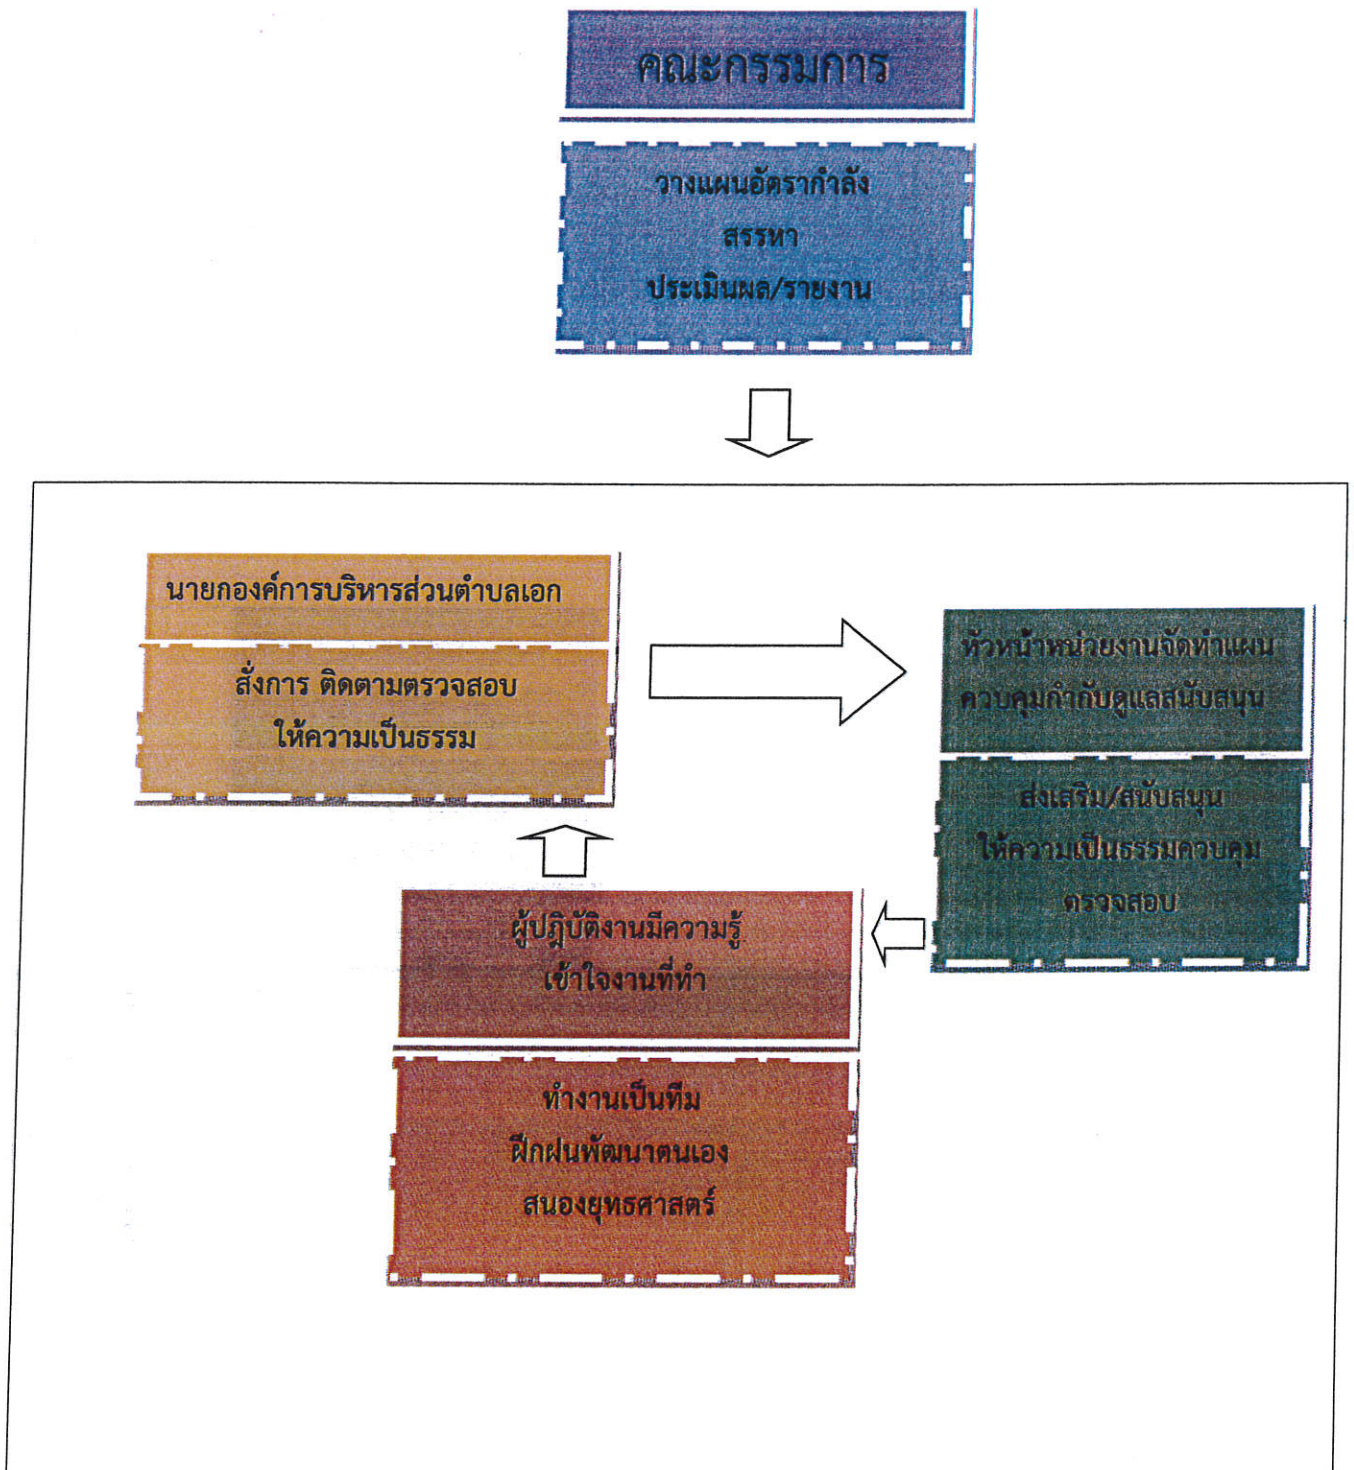 คณะกรรมการ
วางแผนอัตรากำลัง
สรรหา
ประเมินผล/รายงาน
นายกองค์การบริหารส่วนตำบลเอก
สั่งการ ติดตามตรวจสอบ
ให้ความเป็นธรรม
หัวหน้าหน่วยงานจัดทำแผน
ควบคุมกำกับดูแลสนับสนุน
ส่งเสริม/สนับสนุน
ให้ความเป็นธรรมควบคุม
ตรวจสอบ
ผู้ปฎิบัติงานมีความรู้
เข้าใจงานที่ทำ
ทำงานเป็นทีม
ฝึกฝนพัฒนาตนเอง
สนองยุทธศาสตร์